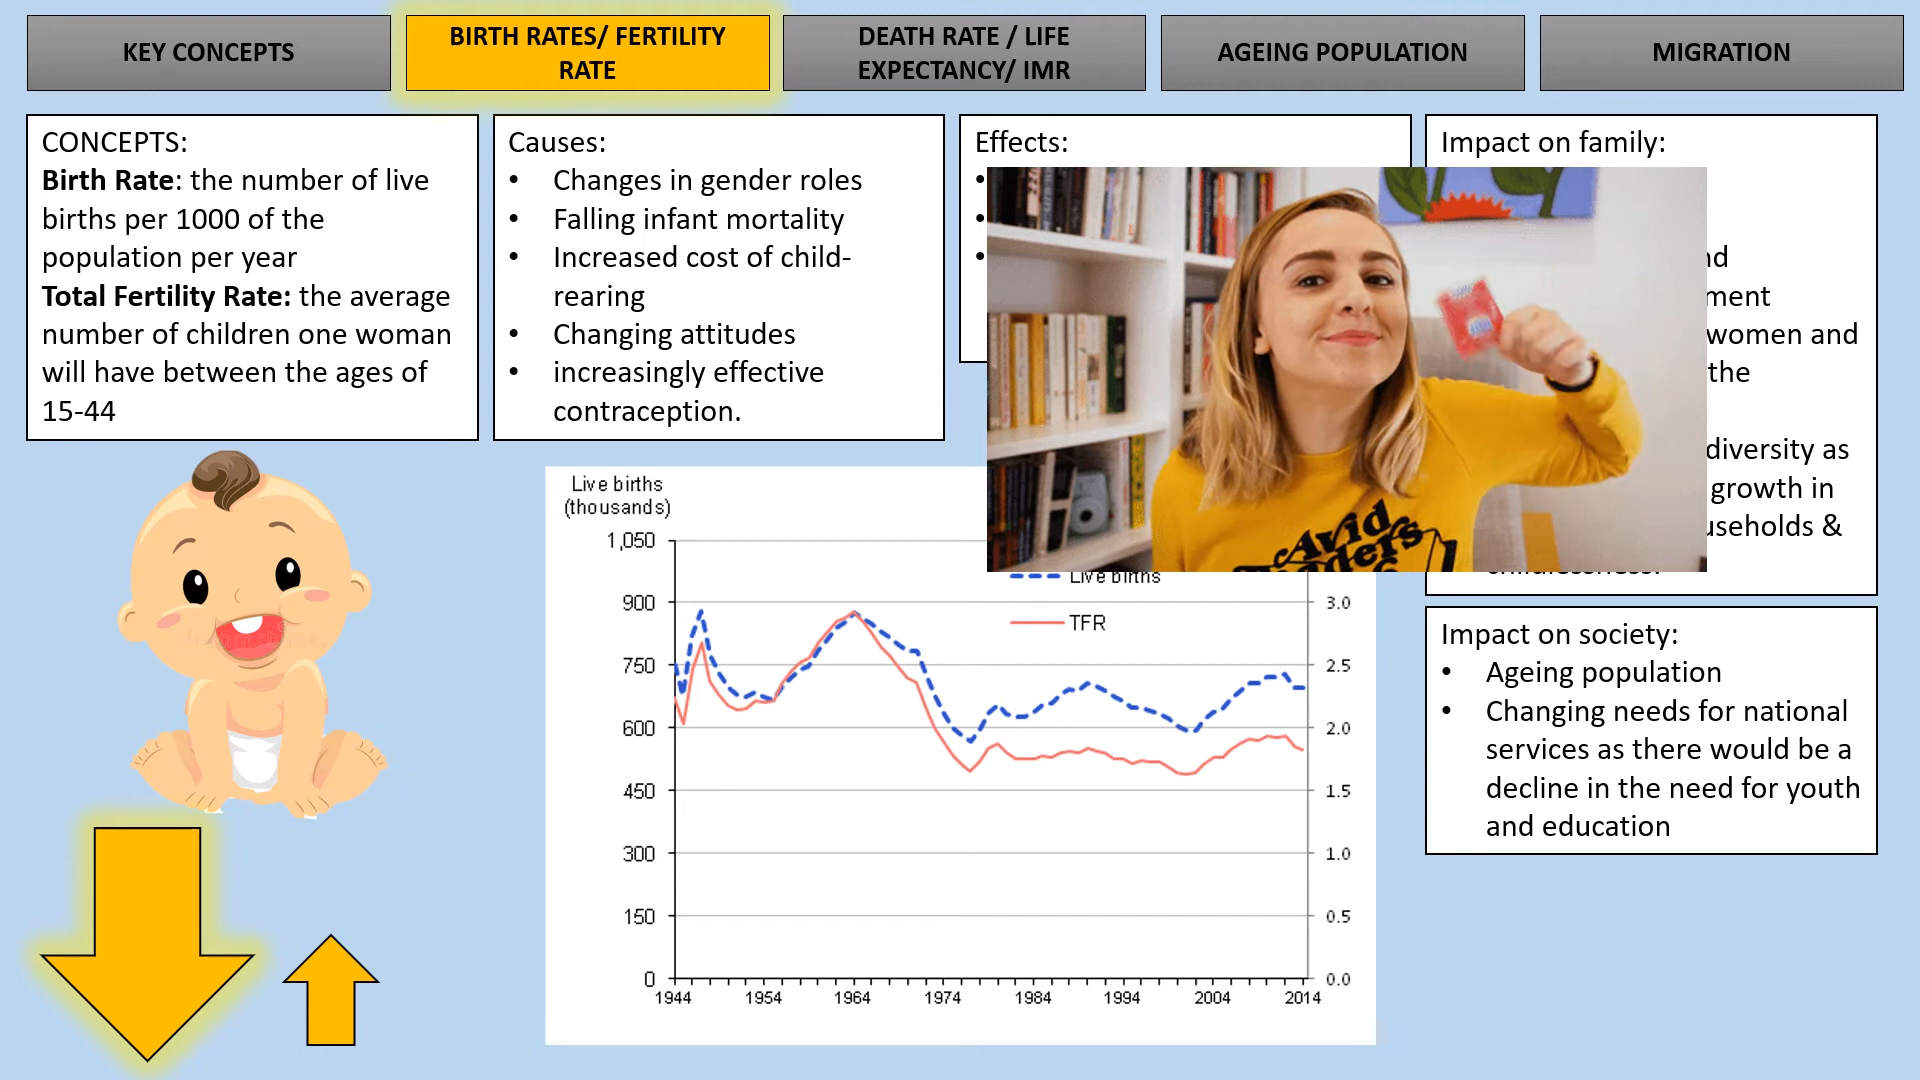 KEY CONCEPTS
BIRTH RATES/ FERTILITY
RATE
DEATH RATE / LIFE
EXPECTANCY/ IMR
AGEING POPULATION
MIGRATION
CONCEPTS:
Birth Rate: the number of live
births per 1000 of the
population per year
Total Fertility Rate: the average
number of children one woman
will have between the ages of
15-44
Causes:
• Changes in gender roles
• Falling infant mortality
• Increased cost of child-
rearing
• Changing attitudes
• increasingly effective
contraception.
Effects:
•
•
•
Impact on family:
women and
the
diversity as
growth in
&
Impact on society:
• Ageing population
• Changing needs for national
services as there would be a
decline in the need for youth
and education
Avid
Live births
(thousands)
1,050
900
750
600
450
300
150
0
Live births
TFR
3.0
2.5
2.0
1.5
1.0
0.5
0.0
1944 1954 1964 1974 1984 1994 2004 2014